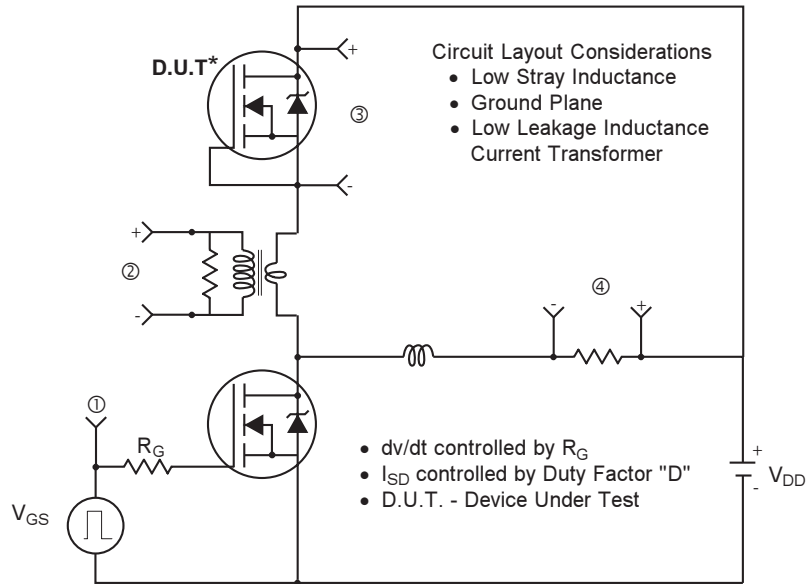 D.U.T*
+
③
-
Circuit Layout Considerations
• Low Stray Inductance
• Ground Plane
• Low Leakage Inductance
Current Transformer
+
②
-
④
-
+
①
R_G
V_GS
• dv/dt controlled by R_G
• I_SD controlled by Duty Factor "D"
• D.U.T. - Device Under Test
+
-
V_DD